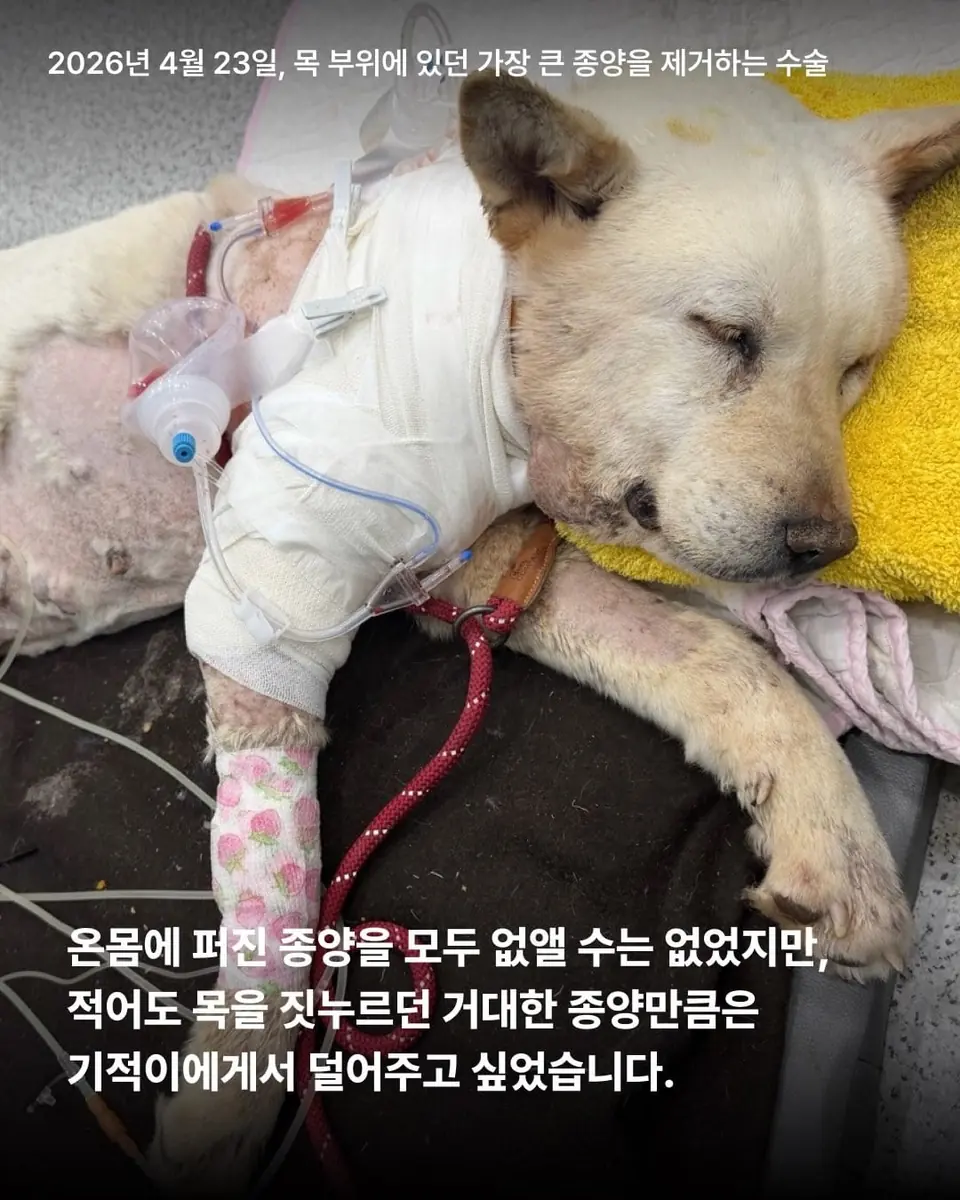 2026년 4월 23일, 목 부위에 있던 가장 큰 종양을 제거하는 수술
온몸에 퍼진 종양을 모두 없앨 수는 없었지만,
적어도 목을 짓누르던 거대한 종양만큼은
기적이에게서 덜어주고 싶었습니다.